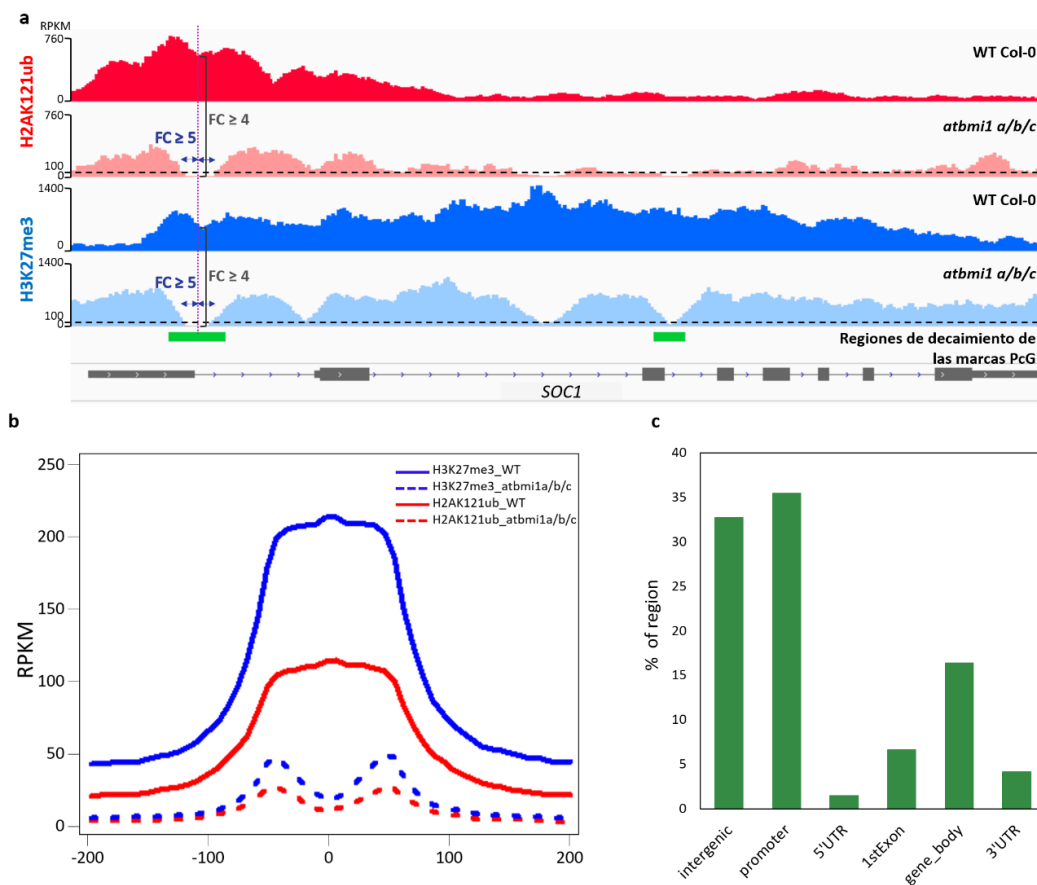 a
RPKM
760
0
H2AK121ub
WT Col-0
760
100
0
FC ≥ 5
FC ≥ 4
atbmi1 a/b/c
1400
0
H3K27me3
WT Col-0
1400
100
0
FC ≥ 5
FC ≥ 4
atbmi1 a/b/c
Regiones de decaimiento de
las marcas PcG
SOC1
b
250
200
150
100
50
0
RPKM
-200
-100
0
100
200
H3K27me3_WT
H3K27me3_atbmi1a/b/c
H2AK121ub_WT
H2AK121ub_atbmi1a/b/c
c
40
35
30
25
20
15
10
5
0
% of region
intergenic
promoter
5'UTR
1stExon
gene_body
3'UTR